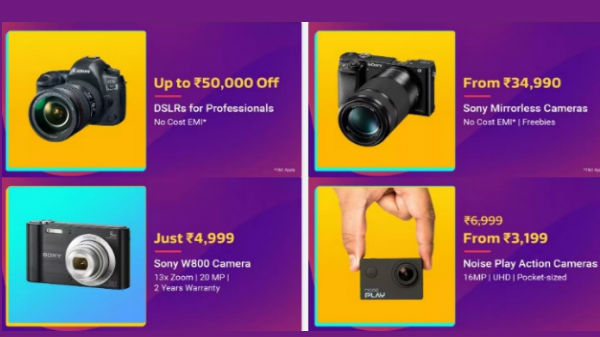 Up to ₹50,000 Off
DSLRs for Professionals
No Cost EMI*
From ₹34,990
Sony Mirrorless Cameras
No Cost EMI* | Freebies
SONY
Just ₹4,999
Sony W800 Camera
13x Zoom | 20 MP |
2 Years Warranty
SONY
₹6,999
From ₹3,199
Noise Play Action Cameras
16MP | UHD | Pocket-sized
noise
PLAY